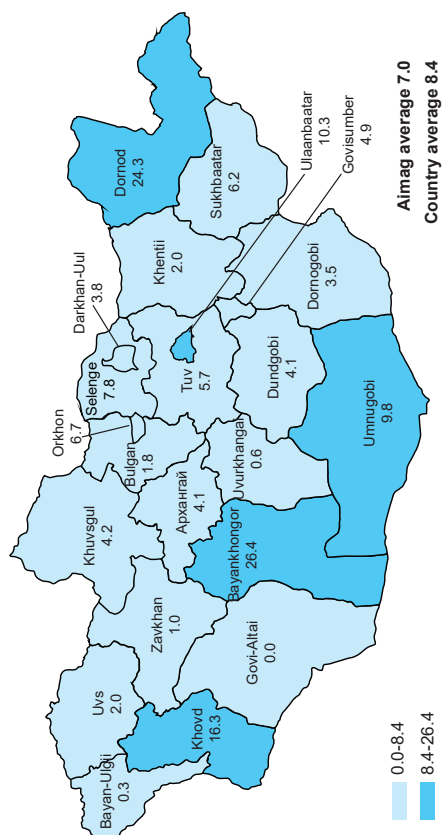 Bayan-Ulgii
0.3
Uvs
2.0
Khovd
16.3
Zavkhan
1.0
Govi-Altai
0.0
Khuvsgul
4.2
Архангай
4.1
Bayankhongor
26.4
Orkhon
6.7
Bulgan
1.8
Uvurkhangai
0.6
Selenge
7.8
Darkhan-Uul
3.8
Tuv
5.7
Dundgobi
4.1
Umnugobi
9.8
Khentii
2.0
Dornogobi
3.5
Dornod
24.3
Sukhbaatar
6.2
Ulaanbaatar
10.3
Govisumber
4.9
0.0-8.4
8.4-26.4
Aimag average 7.0
Country average 8.4